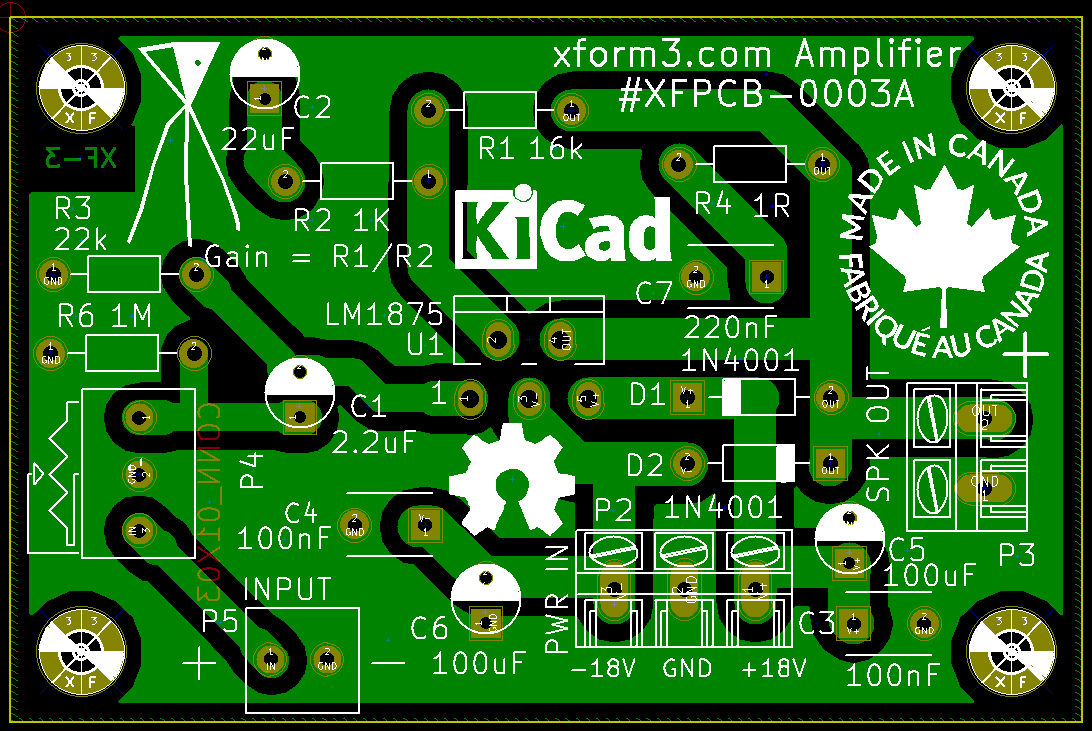 xform3.com Amplifier
#XFPCB-0003A
C2
22uF
R1 16k
XF-3
R2 1K
R4 1R
R3
22k
KiCad
MADE IN CANADA
FABRIQUÉ AU CANADA
Gain = R1/R2
C7
220nF
R6 1M
LM1875
U1
1N4001
1
D1
C1
2.2uF
SPK OUT
+
CONN_01X03
P4
D2
1N4001
C4
100nF
P2
PWR IN
C5
100uF
P3
INPUT
P5
+
-
C6
100uF
C3
100nF
-18V GND +18V